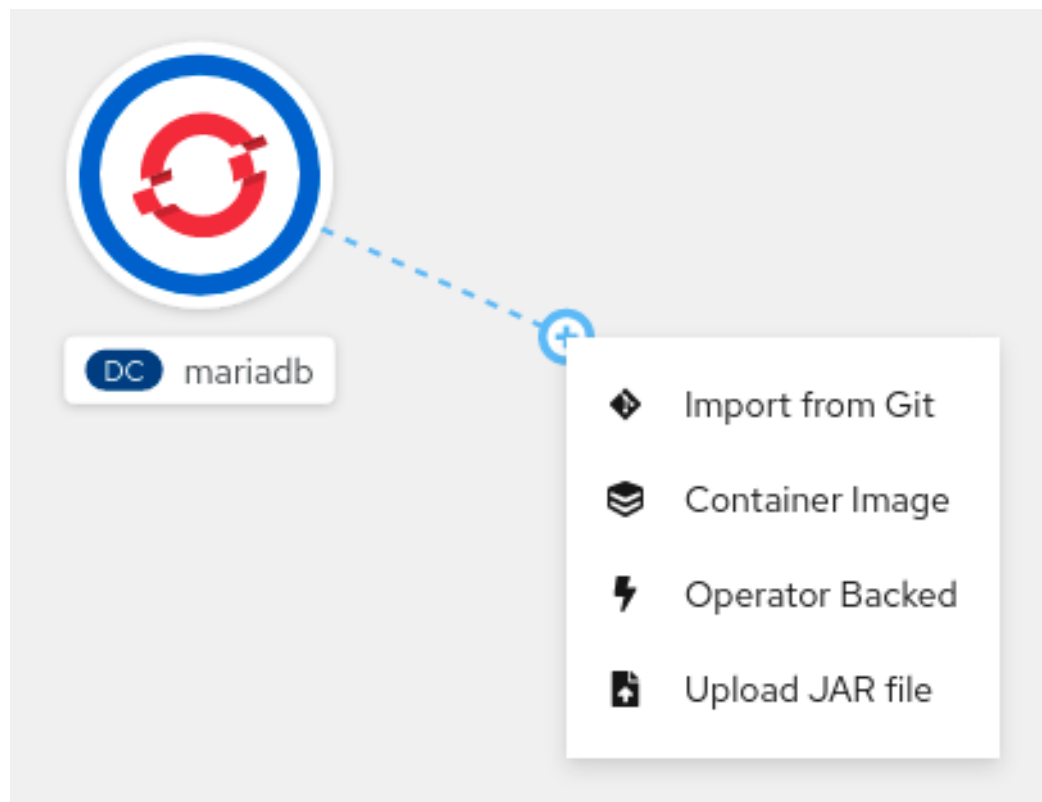 DC mariadb
Import from Git
Container Image
Operator Backed
Upload JAR file